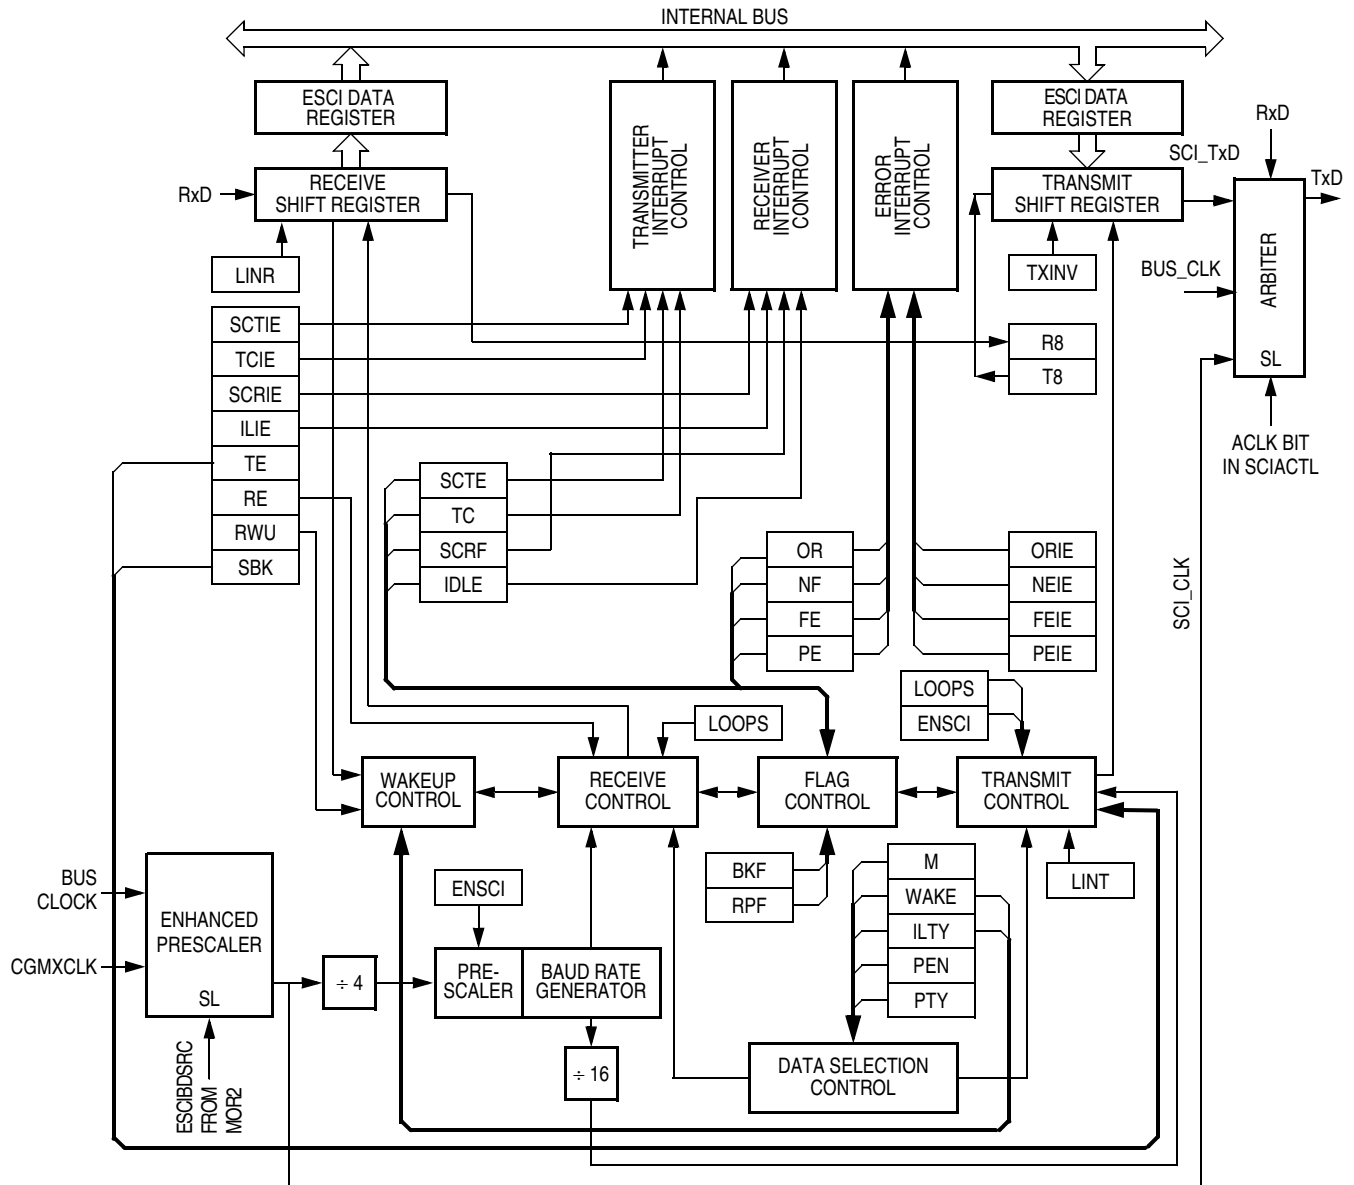 INTERNAL BUS
ESCI DATA
REGISTER
TRANSMITTER
INTERRUPT
CONTROL
RECEIVER
INTERRUPT
CONTROL
ERROR
INTERRUPT
CONTROL
ESCI DATA
REGISTER
RxD
SCI_TxD
RxD
RECEIVE
SHIFT REGISTER
TRANSMIT
SHIFT REGISTER
TxD
ARBITER
SL
LINR
TXINV
BUS_CLK
SCTIE
TCIE
SCRIE
ILIE
TE
RE
RWU
SBK
R8
T8
ACLK BIT
IN SCIACTL
SCTE
TC
SCRF
IDLE
OR
NF
FE
PE
ORIE
NEIE
FEIE
PEIE
SCI_CLK
LOOPS
LOOPS
ENSCI
WAKEUP
CONTROL
RECEIVE
CONTROL
FLAG
CONTROL
TRANSMIT
CONTROL
BKF
RPF
M
WAKE
ILTY
PEN
PTY
LINT
BUS
CLOCK
CGMXCLK
ENHANCED
PRESCALER
SL
ENSCI
÷ 4
PRE-
SCALER
BAUD RATE
GENERATOR
÷ 16
DATA SELECTION
CONTROL
ESCIBDSRC
FROM
MOR2